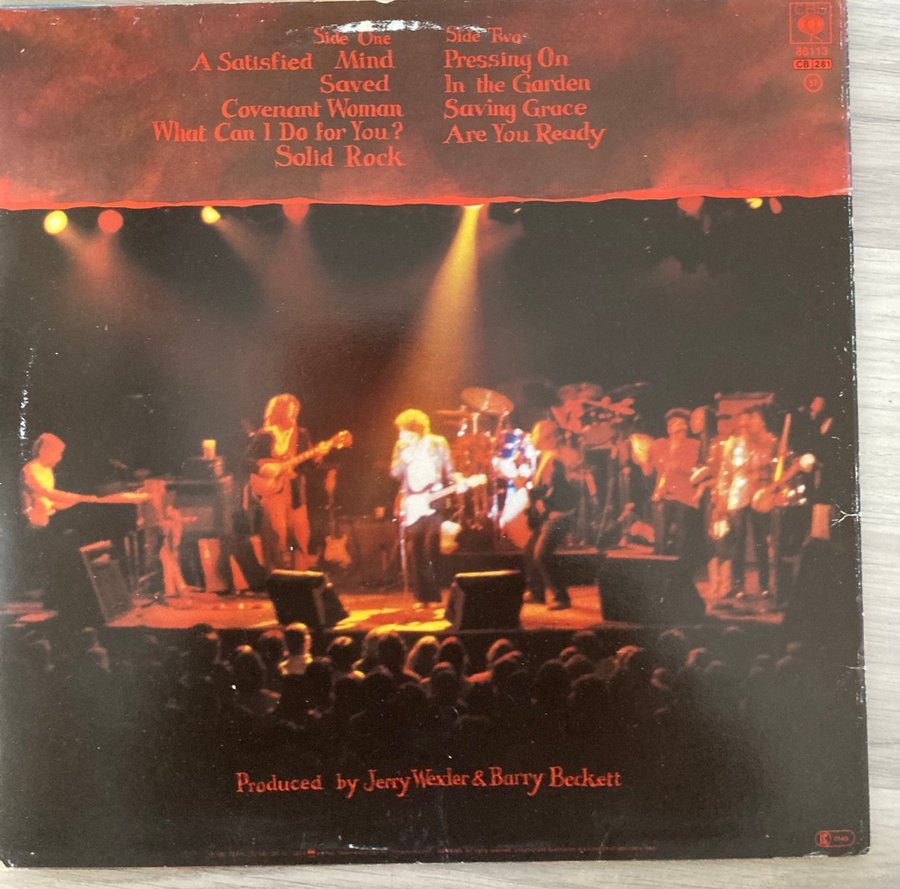 Side One
A Satisfied Mind
Saved
Covenant Woman
What Can I Do for You?
Solid Rock
Side Two
Pressing On
In the Garden
Saving Grace
Are You Ready
CBS
86113
CB 281
Produced by Jerry Wexler & Barry Beckett